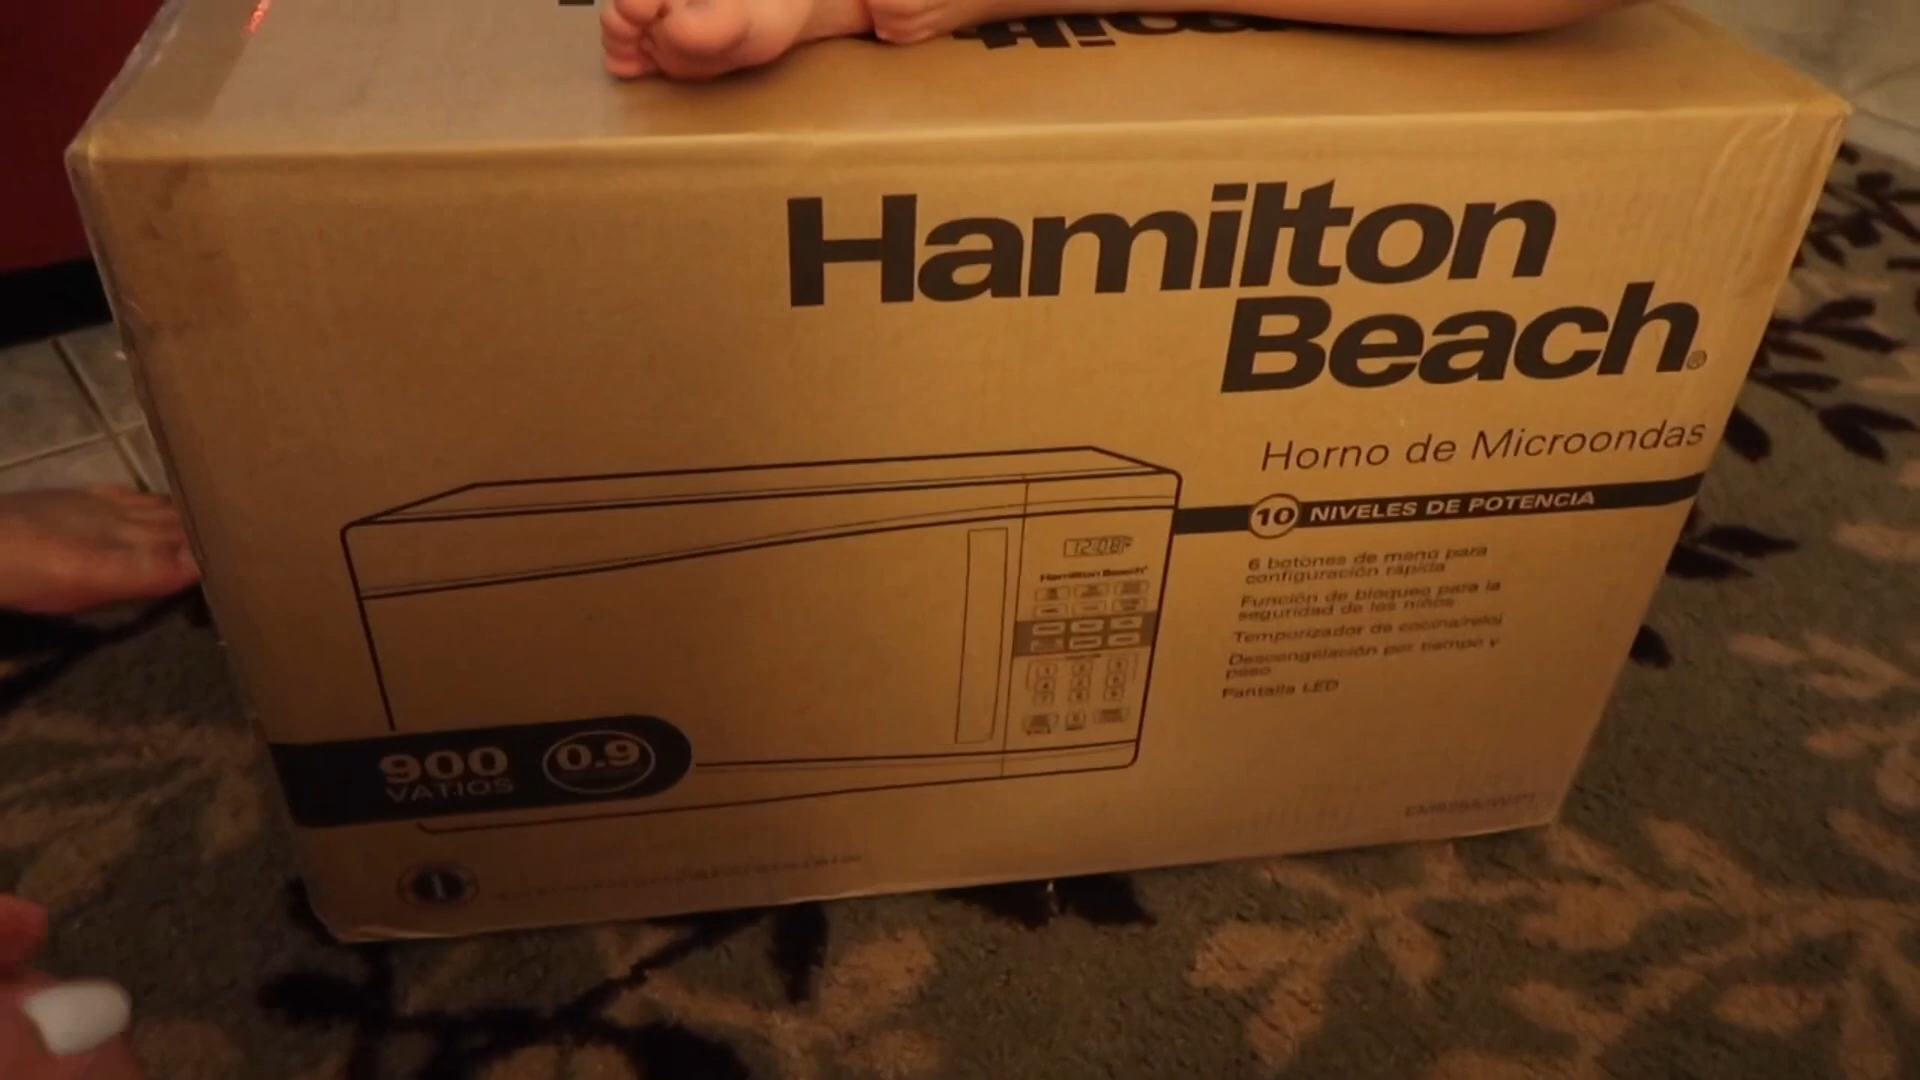 Hamilton
Beach®
Horno de Microondas
10 NIVELES DE POTENCIA
6 botones de menú para
configuración rápida
Función de bloqueo para la
seguridad de los niños
Temporizador de cocina/reloj
Descongelación por tiempo y
peso
Pantalla LED
12:08
Hamilton Beach
900
VATIOS
0.9